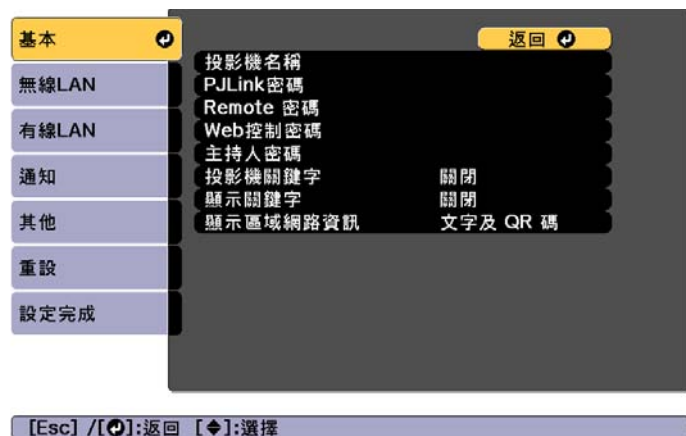 基本
返回
無線LAN
有線LAN
通知
其他
重設
設定完成
投影機名稱
PJLink密碼
Remote 密碼
Web控制密碼
主持人密碼
投影機關鍵字 關閉
顯示關鍵字 關閉
顯示區域網路資訊 文字及 QR 碼
[Esc] /[]:返回 []:選擇